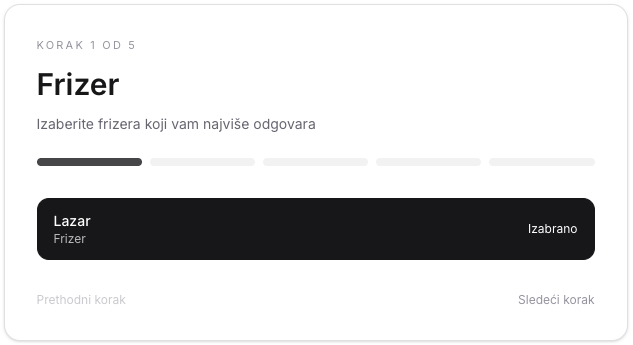 KORAK 1 OD 5
Frizer
Izaberite frizera koji vam najviše odgovara
Lazar
Frizer
Izabrano
Prethodni korak
Sledeći korak